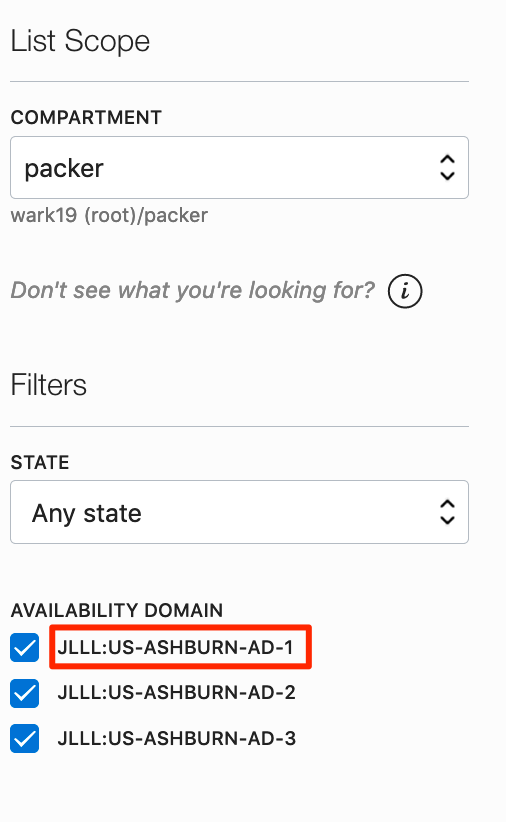 List Scope
COMPARTMENT
packer
wark19 (root)/packer
Don't see what you're looking for? i
Filters
STATE
Any state
AVAILABILITY DOMAIN
JLLL:US-ASHBURN-AD-1
JLLL:US-ASHBURN-AD-2
JLLL:US-ASHBURN-AD-3